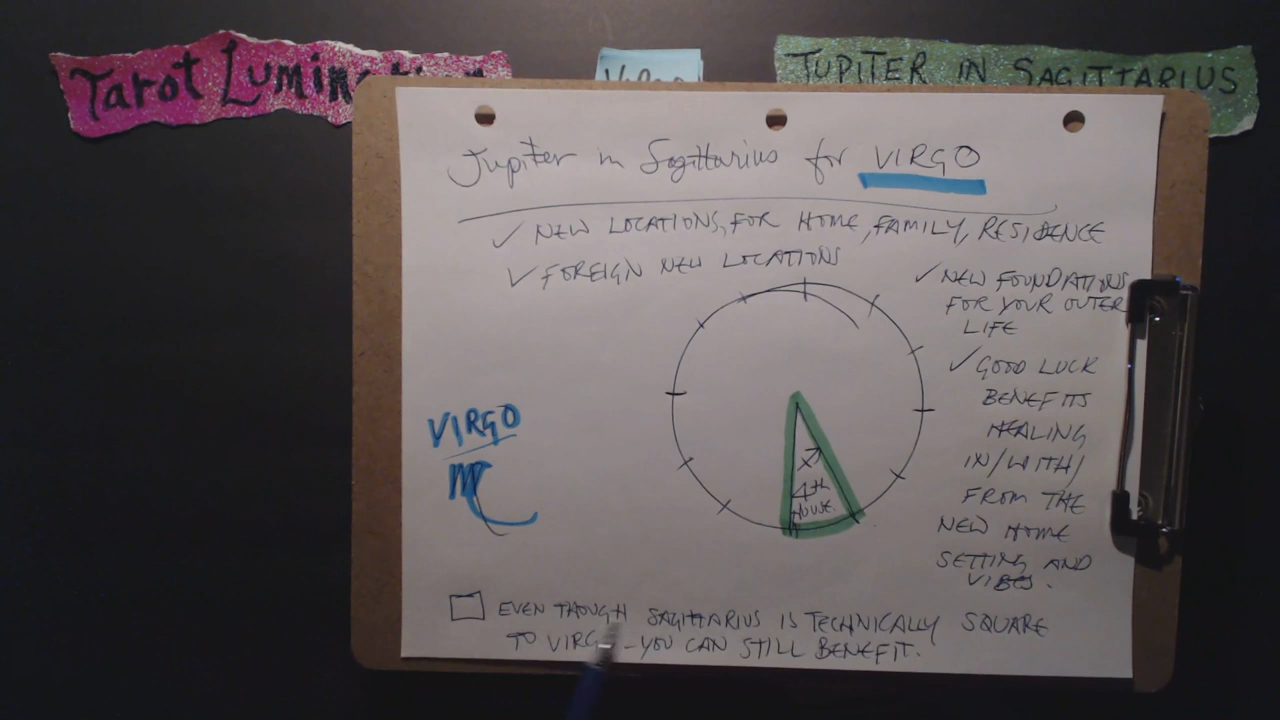 Tarot Lumin
Virgo
JUPITER IN SAGITTARIUS
Jupiter in Sagittarius for VIRGO
✓ NEW LOCATIONS, FOR HOME, FAMILY, RESIDENCE
✓ FOREIGN NEW LOCATIONS
✓ NEW FOUNDATIONS
FOR YOUR OUTER
LIFE
✓ GOOD LUCK
BENEFITS
HEALING
IN/WITH/
FROM THE
NEW HOME
SETTING AND
VIBES.
VIRGO
♍
♐
4th
HOUSE
EVEN THOUGH SAGITTARIUS IS TECHNICALLY SQUARE
TO VIRGO - YOU CAN STILL BENEFIT.